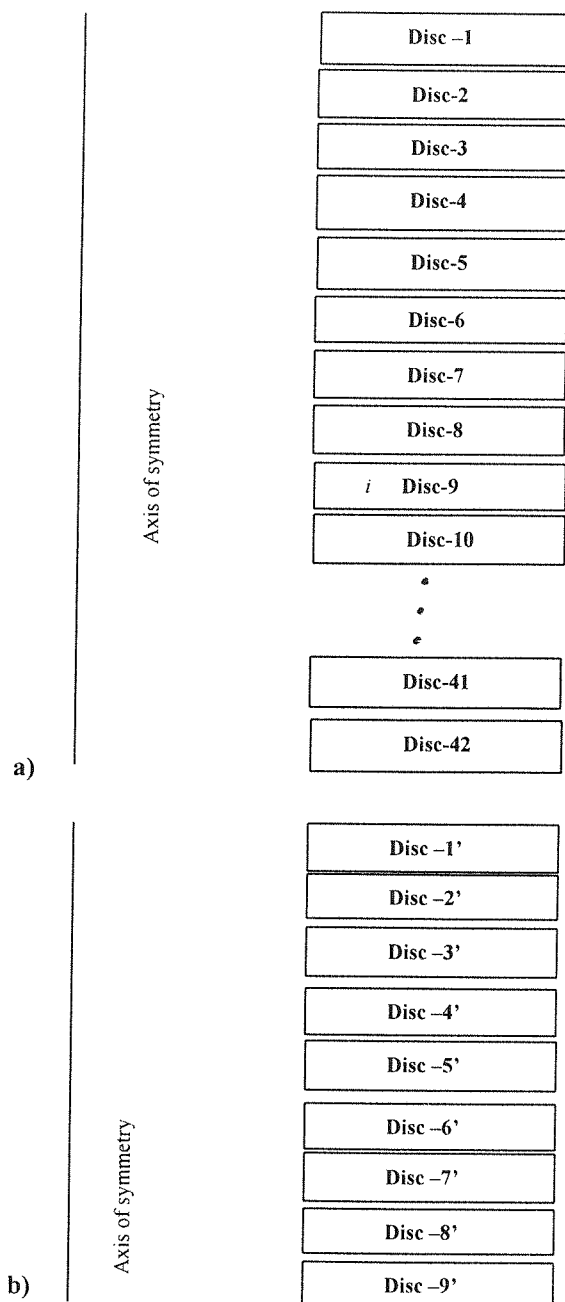 Disc –1
Disc-2
Disc-3
Disc-4
Disc-5
Disc-6
Disc-7
Disc-8
i Disc-9
Disc-10
Disc-41
Disc-42
Axis of symmetry
a)
Disc –1’
Disc –2’
Disc –3’
Disc –4’
Disc –5’
Disc –6’
Disc –7’
Disc –8’
Disc –9’
Axis of symmetry
b)